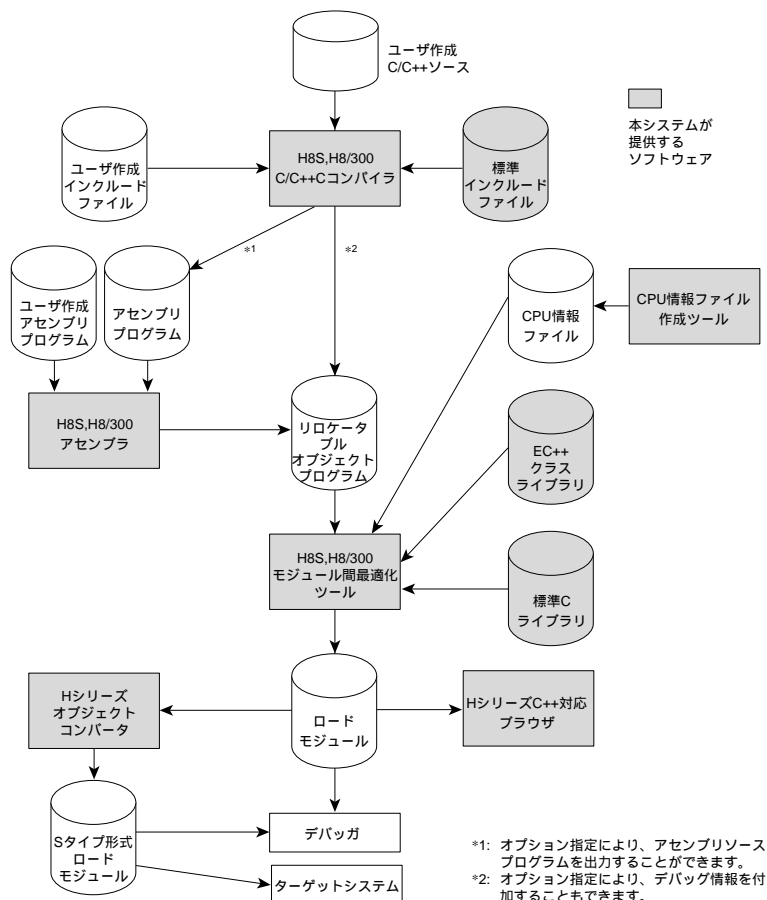 ユーザ作成
C/C++ソース
本システムが
提供する
ソフトウェア
ユーザ作成
インクルード
ファイル
H8S,H8/300
C/C++Cコンパイラ
標準
インクルード
ファイル
*1
*2
ユーザ作成
アセンブリ
プログラム
アセンブリ
プログラム
CPU情報
ファイル
CPU情報ファイル
作成ツール
H8S,H8/300
アセンブラ
リロケータ
ブル
オブジェクト
プログラム
EC++
クラス
ライブラリ
H8S,H8/300
モジュール間最適化
ツール
標準C
ライブラリ
Hシリーズ
オブジェクト
コンバータ
ロード
モジュール
HシリーズC++対応
ブラウザ
Sタイプ形式
ロード
モジュール
デバッガ
ターゲットシステム
*1: オプション指定により、アセンブリソース
プログラムを出力することができます。
*2: オプション指定により、デバッグ情報を付
加することもできます。